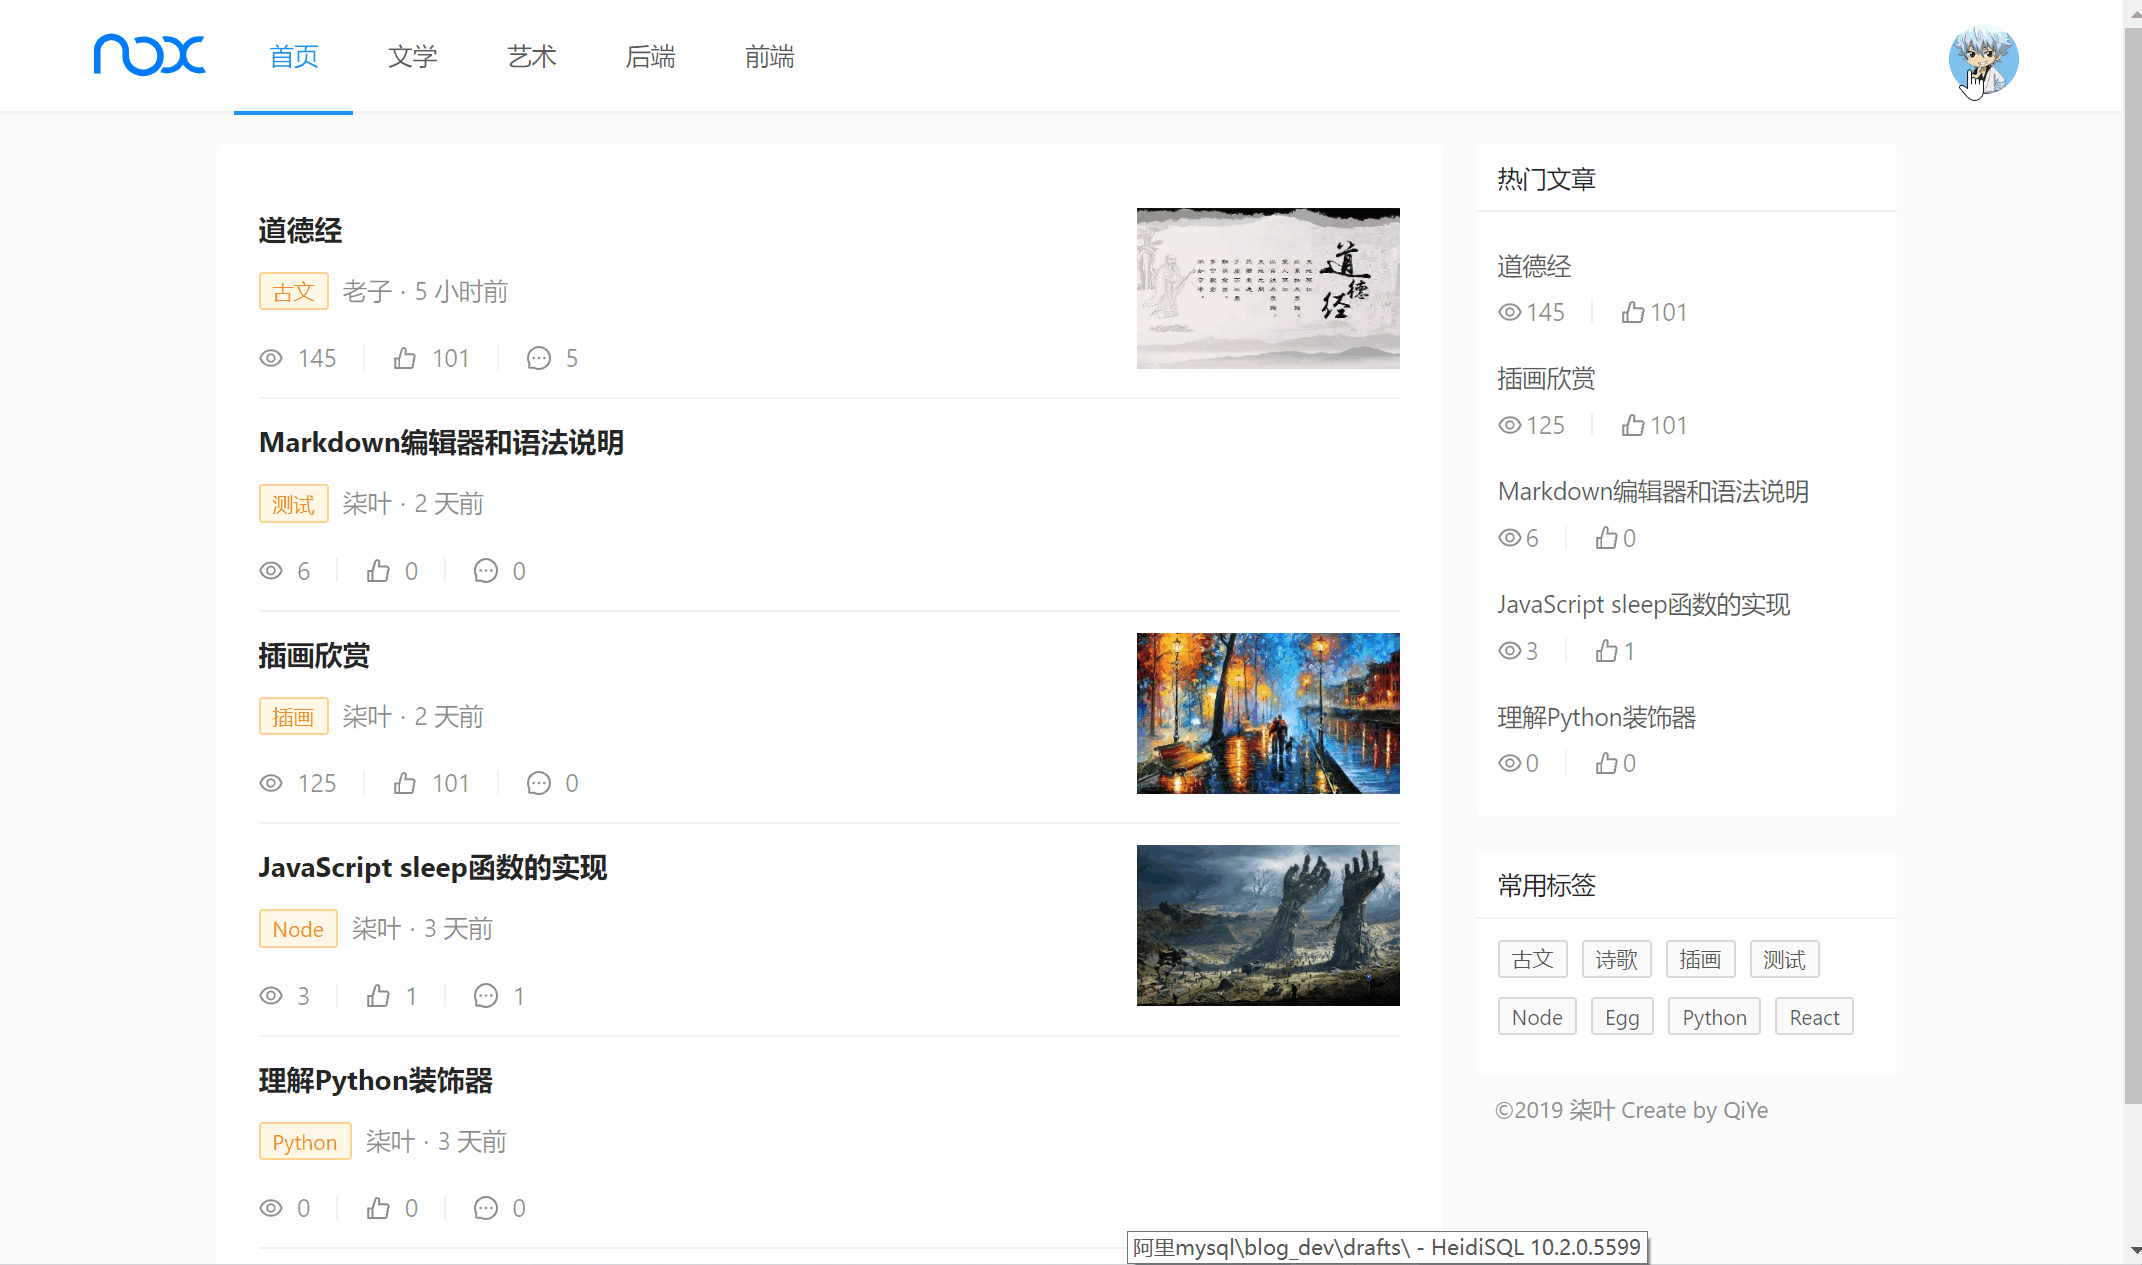 nox 首页 文学 艺术 后端 前端
道德经
古文 老子 · 5 小时前
145 101 5
道德经
Markdown编辑器和语法说明
测试 柒叶 · 2 天前
6 0 0
插画欣赏
插画 柒叶 · 2 天前
125 101 0
JavaScript sleep函数的实现
Node 柒叶 · 3 天前
3 1 1
理解Python装饰器
Python 柒叶 · 3 天前
0 0 0
热门文章
道德经
145 101
插画欣赏
125 101
Markdown编辑器和语法说明
6 0
JavaScript sleep函数的实现
3 1
理解Python装饰器
0 0
常用标签
古文 诗歌 插画 测试
Node Egg Python React
©2019 柒叶 Create by QiYe
阿里mysql\blog_dev\drafts\ - HeidiSQL 10.2.0.5599